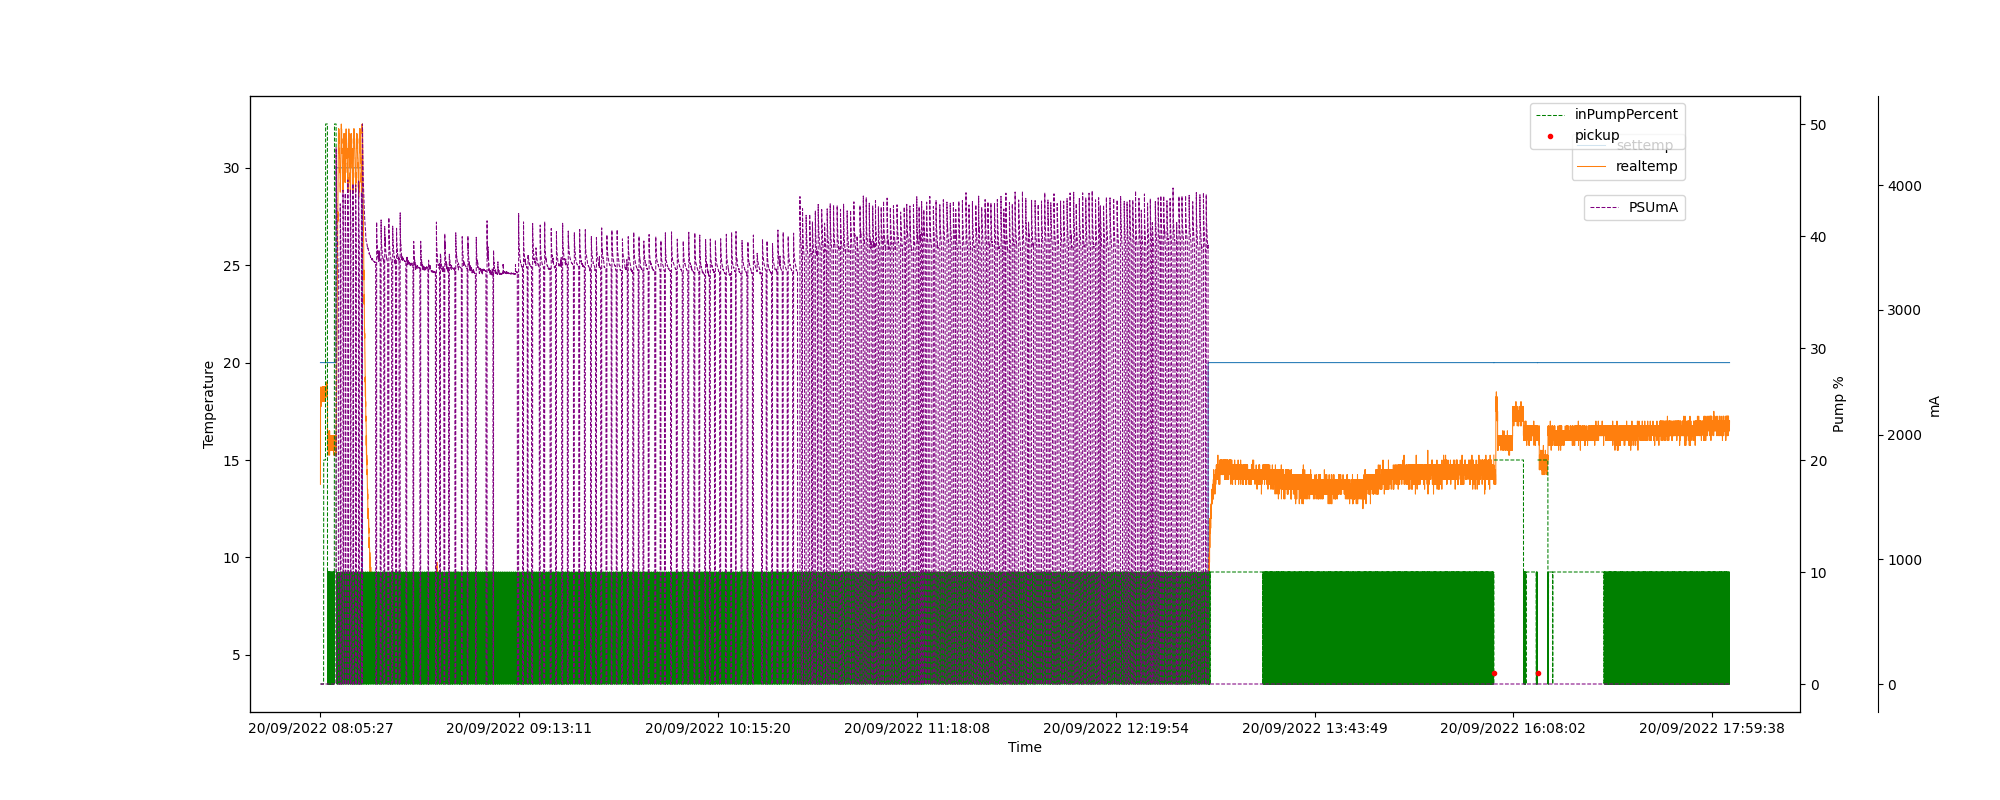 inPumpPercent
pickup
settemp
realtemp
PSUmA
30
25
20
15
10
5
Temperature
50
40
30
20
10
0
Pump %
4000
3000
2000
1000
0
mA
20/09/2022 08:05:27
20/09/2022 09:13:11
20/09/2022 10:15:20
20/09/2022 11:18:08
20/09/2022 12:19:54
20/09/2022 13:43:49
20/09/2022 16:08:02
20/09/2022 17:59:38
Time